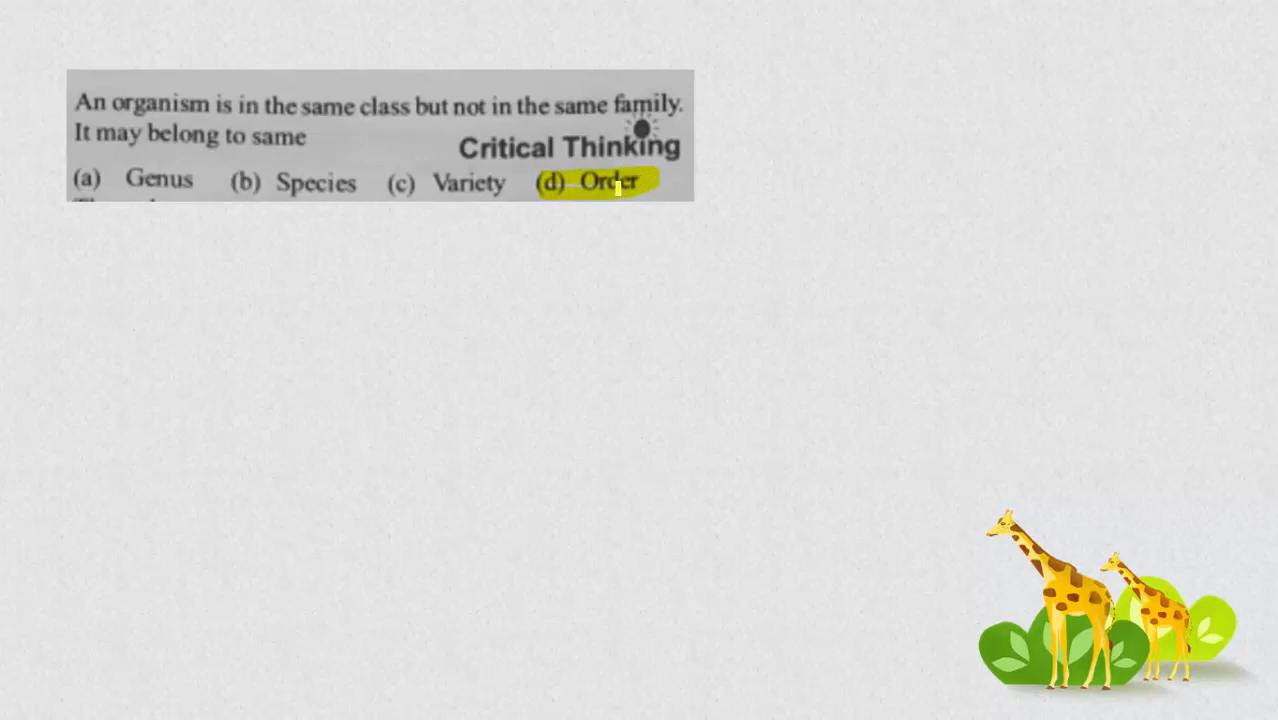 An organism is in the same class but not in the same family.
It may belong to same
Critical Thinking
(a) Genus (b) Species (c) Variety (d) Order